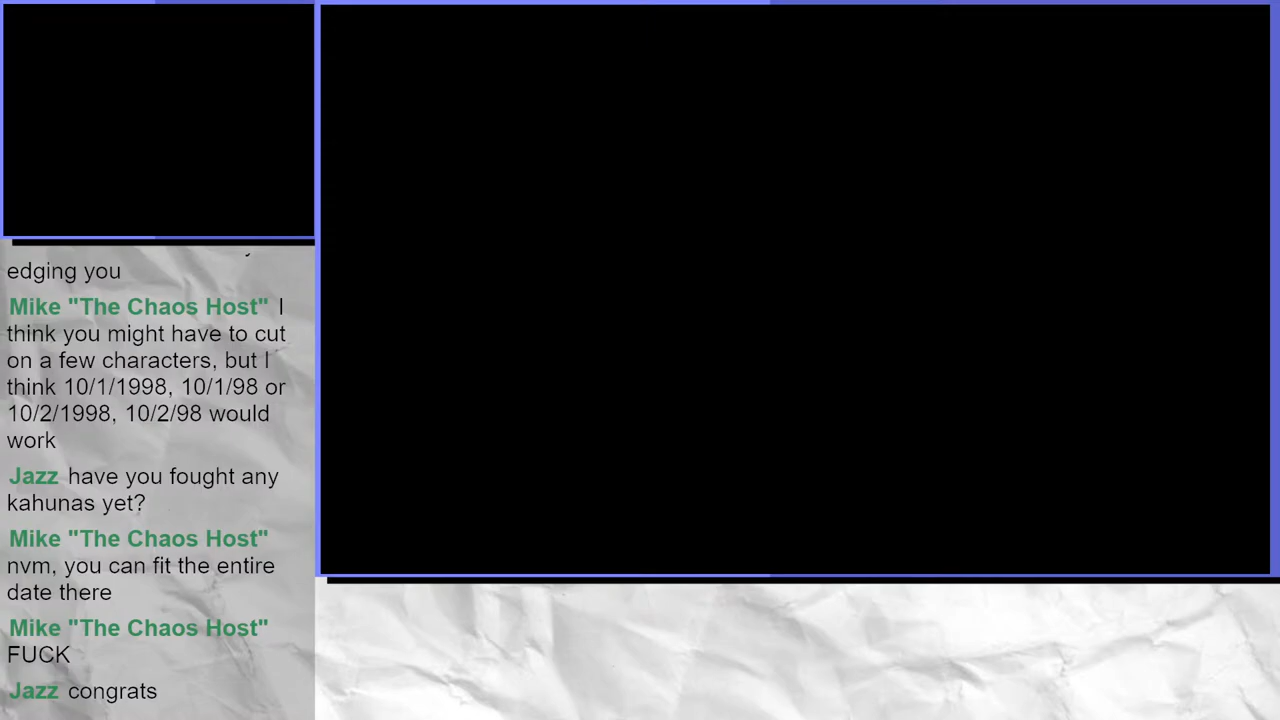 edging you
Mike "The Chaos Host" I
think you might have to cut
on a few characters, but I
think 10/1/1998, 10/1/98 or
10/2/1998, 10/2/98 would
work
Jazz have you fought any
kahunas yet?
Mike "The Chaos Host"
nvm, you can fit the entire
date there
Mike "The Chaos Host"
FUCK
Jazz congrats